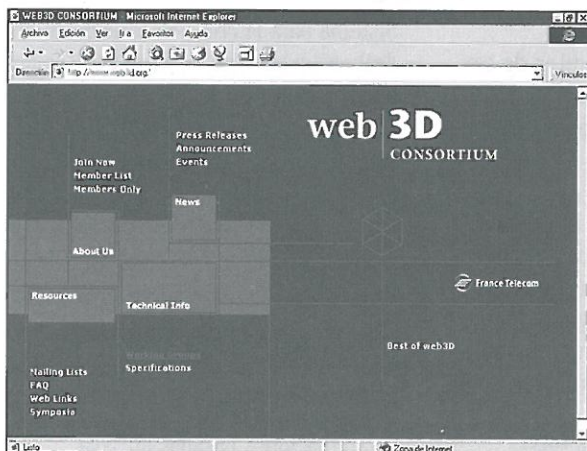 WEB3D CONSORTIUM - Microsoft Internet Explorer
Archivo Edición Ver Ir a Favoritos Ayuda
Dirección Vínculos
web 3D
CONSORTIUM
Press Releases
Announcements
Events
Join Now
Member List
Members Only
News
About Us
Resources
Technical Info
France Telecom
Best of web3D
Specifications
Mailing Lists
FAQ
Web Links
Symposia
Listo Zona de Internet